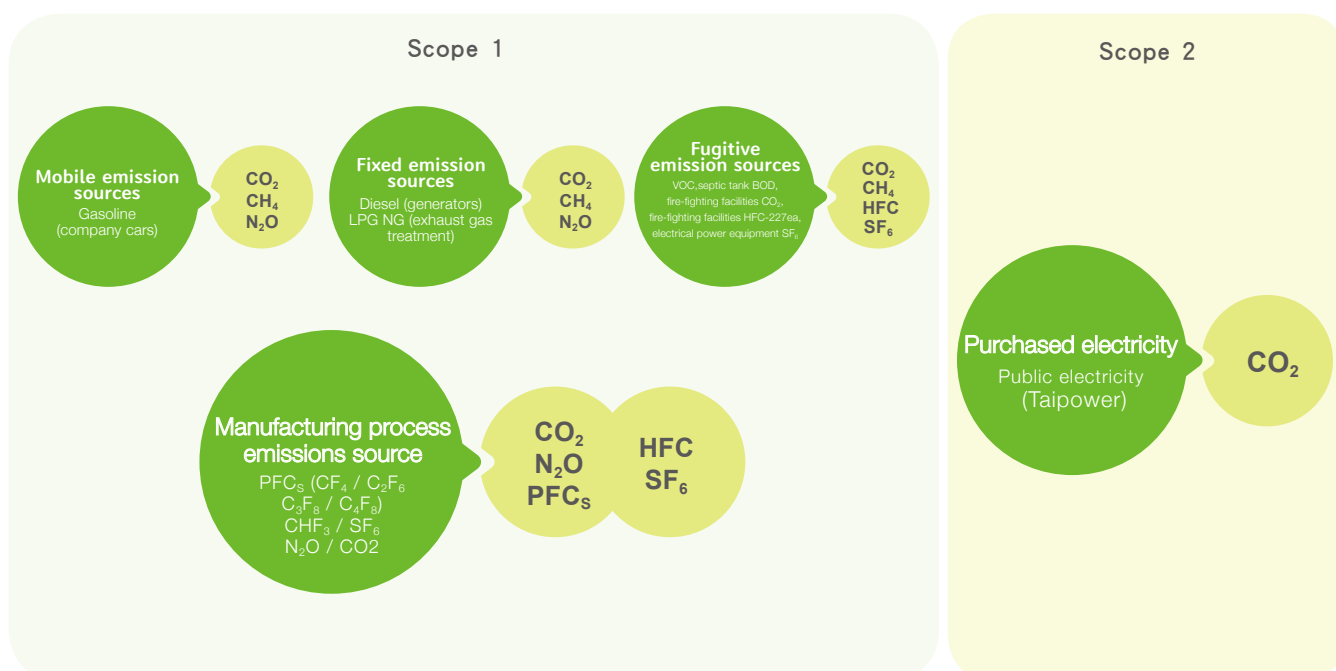 Scope 1
Mobile emission
sources
Gasoline
(company cars)
CO₂
CH₄
N₂O
Fixed emission
sources
Diesel (generators)
LPG NG (exhaust gas
treatment)
CO₂
CH₄
N₂O
Fugitive
emission sources
VOC,septic tank BOD,
fire-fighting facilities CO₂,
fire-fighting facilities HFC-227ea,
electrical power equipment SF₆
CO₂
CH₄
HFC
SF₆
Manufacturing process
emissions source
PFCₛ (CF₄ / C₂F₆
C₃F₈ / C₄F₈)
CHF₃ / SF₆
N₂O / CO2
CO₂
N₂O
PFCₛ
HFC
SF₆
Scope 2
Purchased electricity
Public electricity
(Taipower)
CO₂